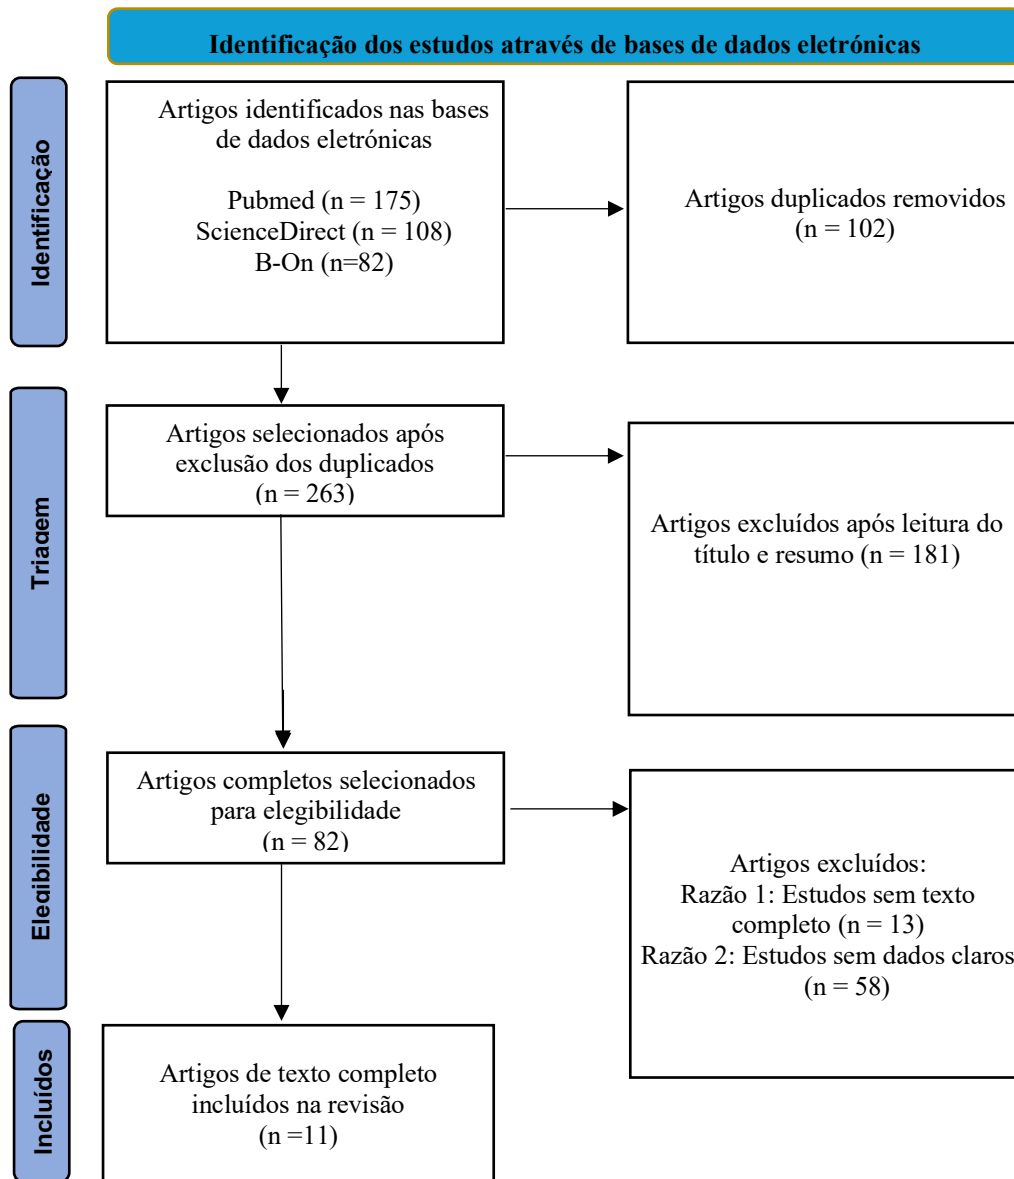 Identificação dos estudos através de bases de dados eletrónicas
Identificação
Artigos identificados nas bases
de dados eletrónicas
Pubmed (n = 175)
ScienceDirect (n = 108)
B-On (n=82)
Artigos duplicados removidos
(n = 102)
Triagem
Artigos selecionados após
exclusão dos duplicados
(n = 263)
Artigos excluídos após leitura do
título e resumo (n = 181)
Elegibilidade
Artigos completos selecionados
para elegibilidade
(n = 82)
Artigos excluídos:
Razão 1: Estudos sem texto
completo (n = 13)
Razão 2: Estudos sem dados claros
(n = 58)
Incluídos
Artigos de texto completo
incluídos na revisão
(n =11)